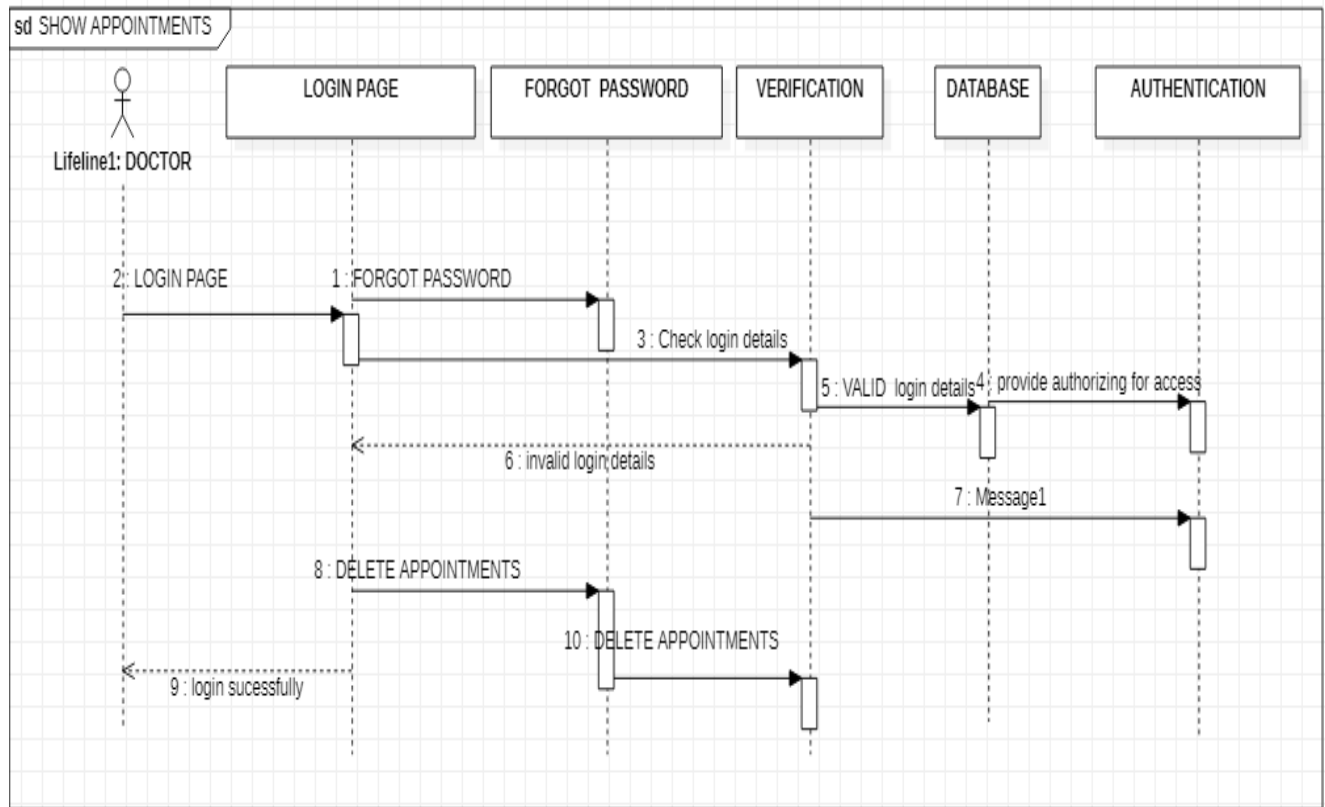 sd SHOW APPOINTMENTS
LOGIN PAGE
FORGOT PASSWORD
VERIFICATION
DATABASE
AUTHENTICATION
Lifeline1: DOCTOR
2 : LOGIN PAGE
1 : FORGOT PASSWORD
3 : Check login details
5 : VALID login details
4 : provide authorizing for access
6 : invalid login details
7 : Message1
8 : DELETE APPOINTMENTS
10 : DELETE APPOINTMENTS
9 : login sucessfully